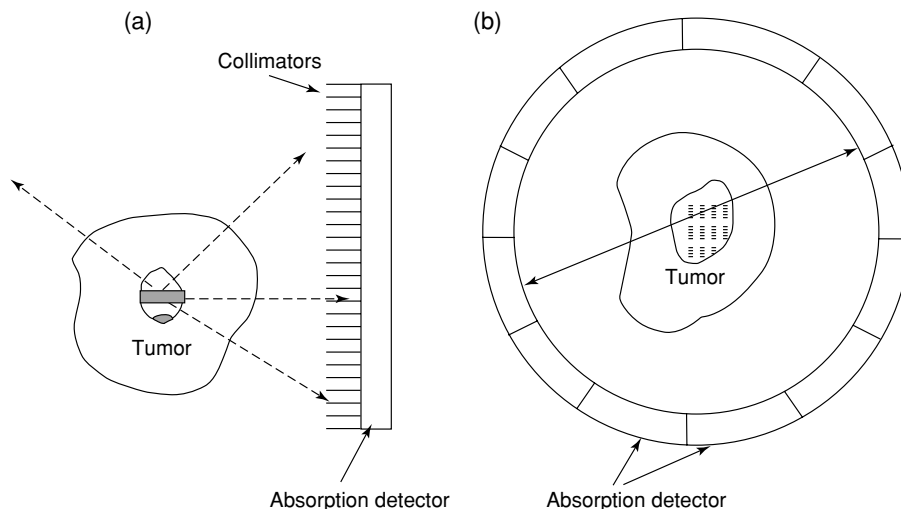 (a)
Collimators
Tumor
Absorption detector
(b)
Tumor
Absorption detector